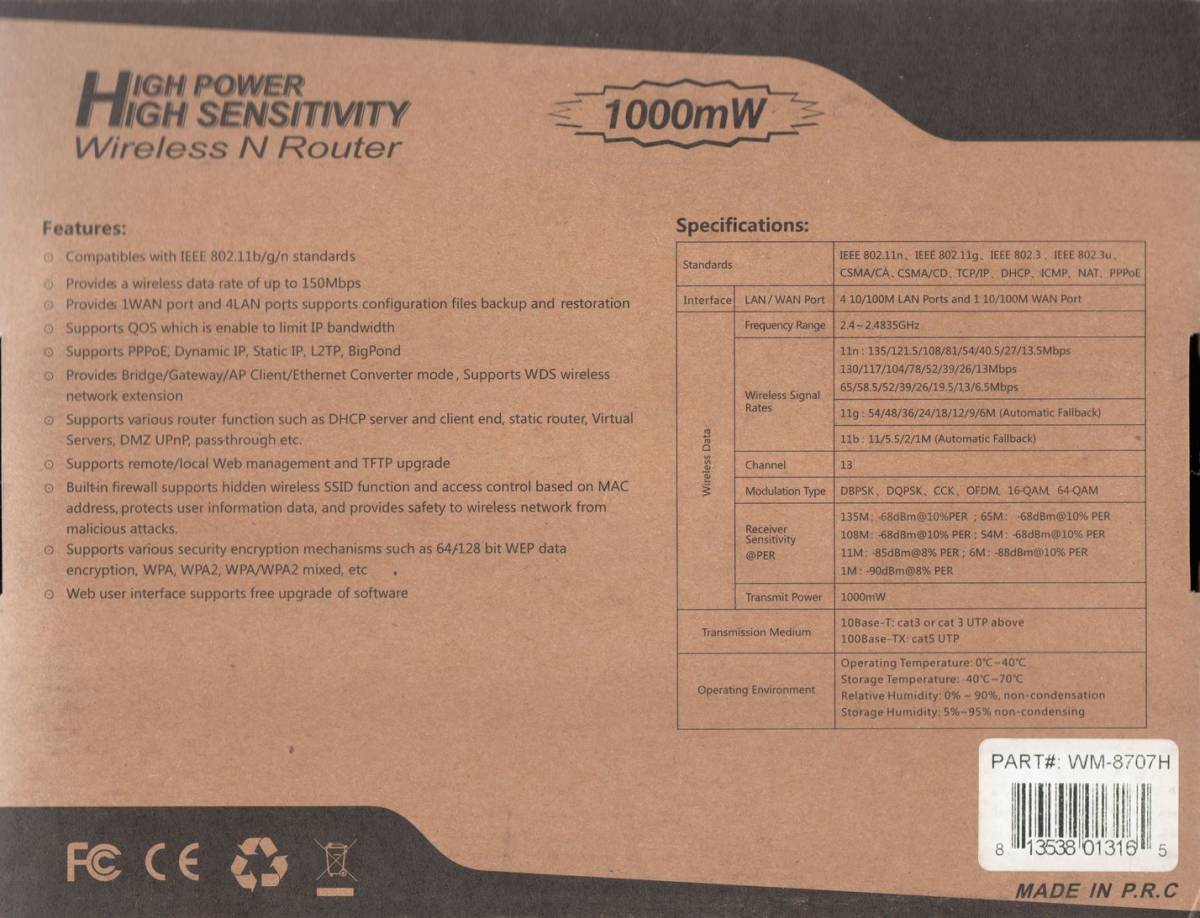 HIGH POWER
HIGH SENSITIVITY
Wireless N Router
1000mW
Features:
Compatibles with IEEE 802.11b/g/n standards
Provides a wireless data rate of up to 150Mbps
Provides 1WAN port and 4LAN ports supports configuration files backup and restoration
Supports QOS which is enable to limit IP bandwidth
Supports PPPoE, Dynamic IP, Static IP, L2TP, BigPond
Provides Bridge/Gateway/AP Client/Ethernet Converter mode, Supports WDS wireless
network extension
Supports various router function such as DHCP server and client end, static router, Virtual
Servers, DMZ UPnP, pass-through etc.
Supports remote/local Web management and TFTP upgrade
Built-in firewall supports hidden wireless SSID function and access control based on MAC
address, protects user information data, and provides safety to wireless network from
malicious attacks.
Supports various security encryption mechanisms such as 64/128 bit WEP data
encryption, WPA, WPA2, WPA/WPA2 mixed, etc
Web user interface supports free upgrade of software
Specifications:
Standards
IEEE 802.11n、IEEE 802.11g、IEEE 802.3 、IEEE 802.3u、
CSMA/CA、CSMA/CD、TCP/IP、DHCP、ICMP、NAT、PPPoE
Interface
LAN / WAN Port
4 10/100M LAN Ports and 1 10/100M WAN Port
Wireless Data
Frequency Range
2.4~2.4835GHz
Wireless Signal
Rates
11n : 135/121.5/108/81/54/40.5/27/13.5Mbps
130/117/104/78/52/39/26/13Mbps
65/58.5/52/39/26/19.5/13/6.5Mbps
11g : 54/48/36/24/18/12/9/6M (Automatic Fallback)
11b : 11/5.5/2/1M (Automatic Fallback)
Channel
13
Modulation Type
DBPSK、DQPSK、CCK、OFDM、16-QAM、64-QAM
Receiver
Sensitivity
@PER
135M: -68dBm@10%PER ; 65M: -68dBm@10% PER
108M: -68dBm@10% PER ; 54M: -68dBm@10% PER
11M : -85dBm@8% PER ; 6M: -88dBm@10% PER
1M : -90dBm@8% PER
Transmit Power
1000mW
Transmission Medium
10Base-T: cat3 or cat 3 UTP above
100Base-TX: cat5 UTP
Operating Environment
Operating Temperature: 0℃~40℃
Storage Temperature: -40℃~70℃
Relative Humidity: 0% ~ 90%, non-condensation
Storage Humidity: 5%~95% non-condensing
PART#: WM-8707H
8 13538 01316 5
FC CE
MADE IN P.R.C